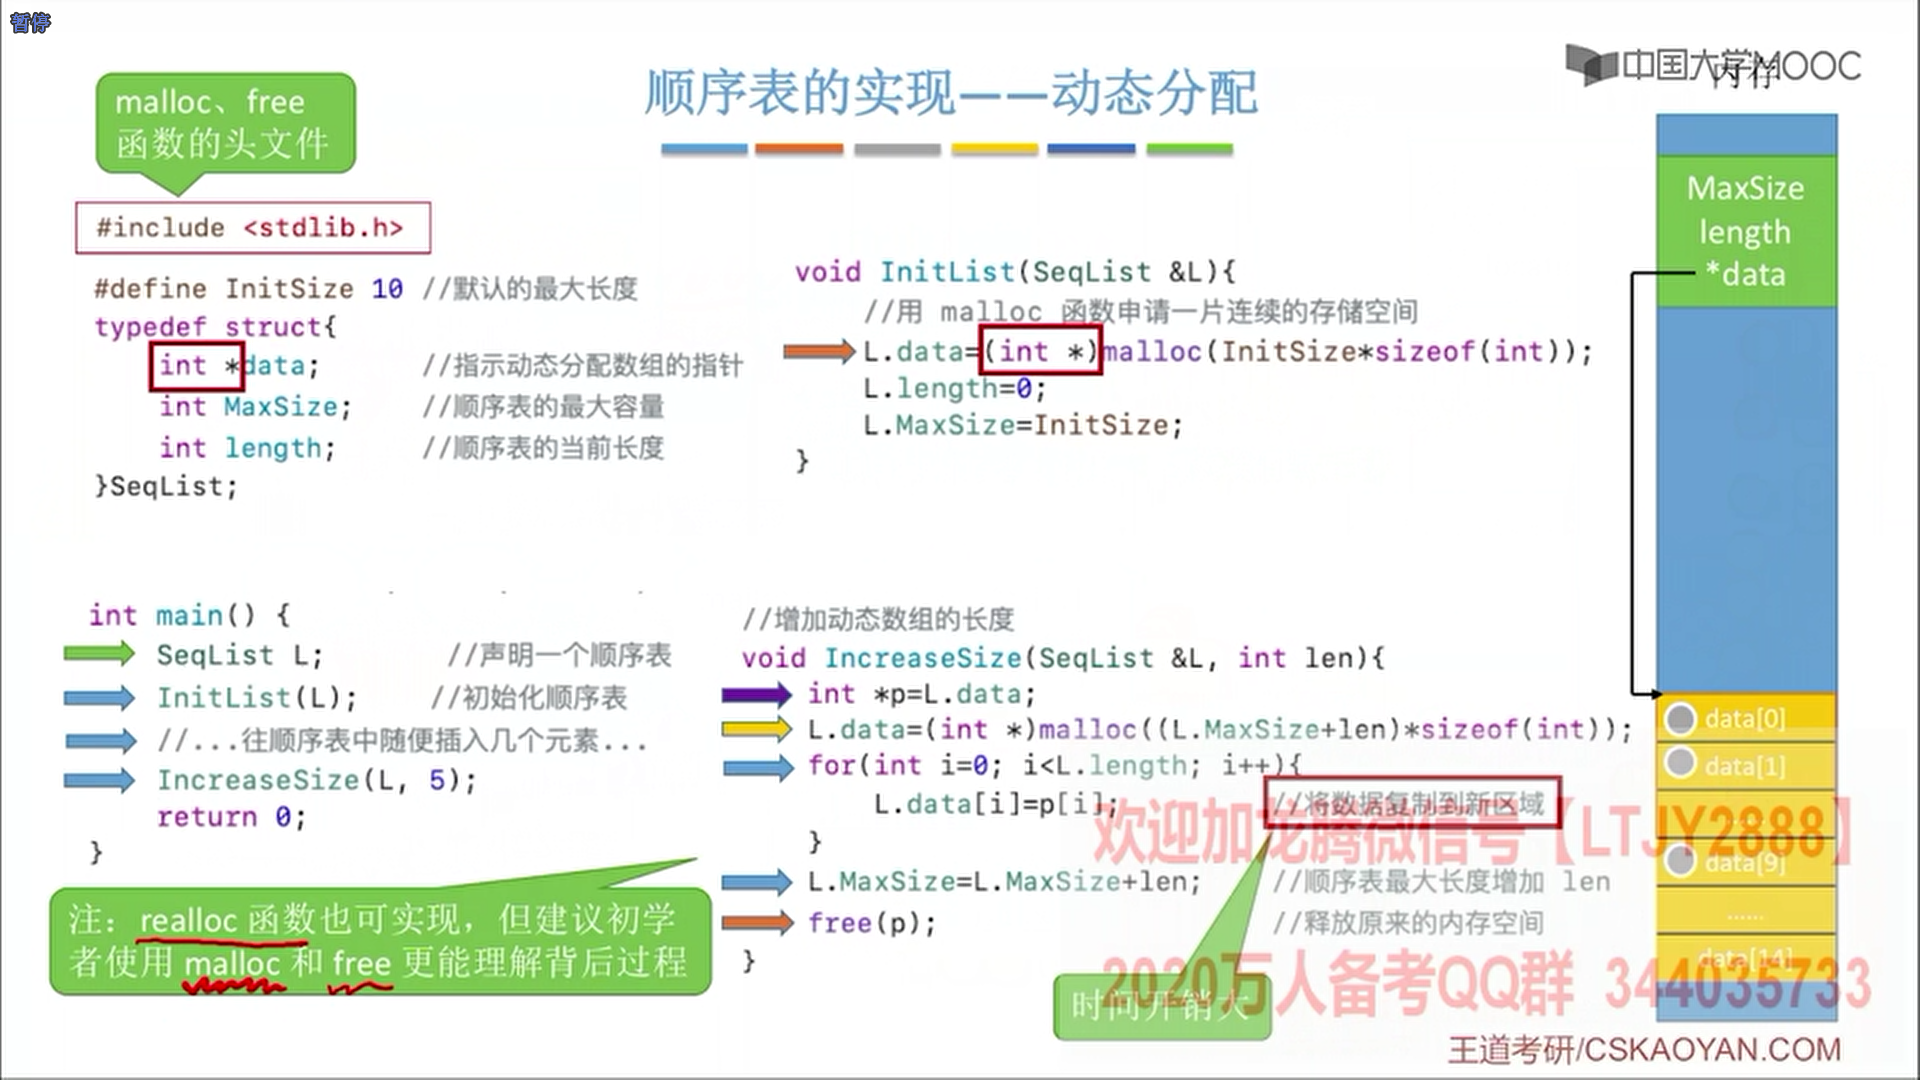 暂停
中国大学MOOC
内存
顺序表的实现——动态分配
malloc、free
函数的头文件
#include <stdlib.h>
#define InitSize 10 //默认的最大长度
typedef struct{
int *data; //指示动态分配数组的指针
int MaxSize; //顺序表的最大容量
int length; //顺序表的当前长度
}SeqList;
void InitList(SeqList &L){
//用 malloc 函数申请一片连续的存储空间
L.data=(int *)malloc(InitSize*sizeof(int));
L.length=0;
L.MaxSize=InitSize;
}
int main() {
SeqList L; //声明一个顺序表
InitList(L); //初始化顺序表
//...往顺序表中随便插入几个元素...
IncreaseSize(L, 5);
return 0;
}
注：realloc 函数也可实现，但建议初学
者使用 malloc 和 free 更能理解背后过程
//增加动态数组的长度
void IncreaseSize(SeqList &L, int len){
int *p=L.data;
L.data=(int *)malloc((L.MaxSize+len)*sizeof(int));
for(int i=0; i<L.length; i++){
L.data[i]=p[i]; //将数据复制到新区域
}
L.MaxSize=L.MaxSize+len; //顺序表最大长度增加 len
free(p); //释放原来的内存空间
}
时间开销大
MaxSize
length
*data
data[0]
data[1]
data[9]
……
data[14]
欢迎加龙腾微信号【LTJY2888】
2020万人备考QQ群 344035733
王道考研/CSKAOYAN.COM